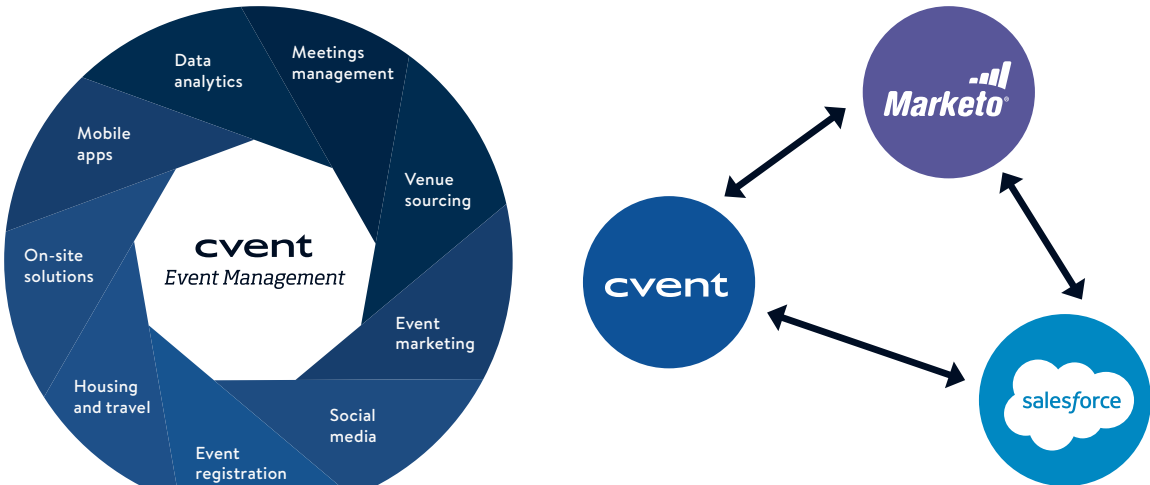 Data
analytics
Meetings
management
Mobile
apps
Venue
sourcing
On-site
solutions
cvent
Event Management
Event
marketing
Housing
and travel
Social
media
Event
registration
Marketo®
cvent
salesforce